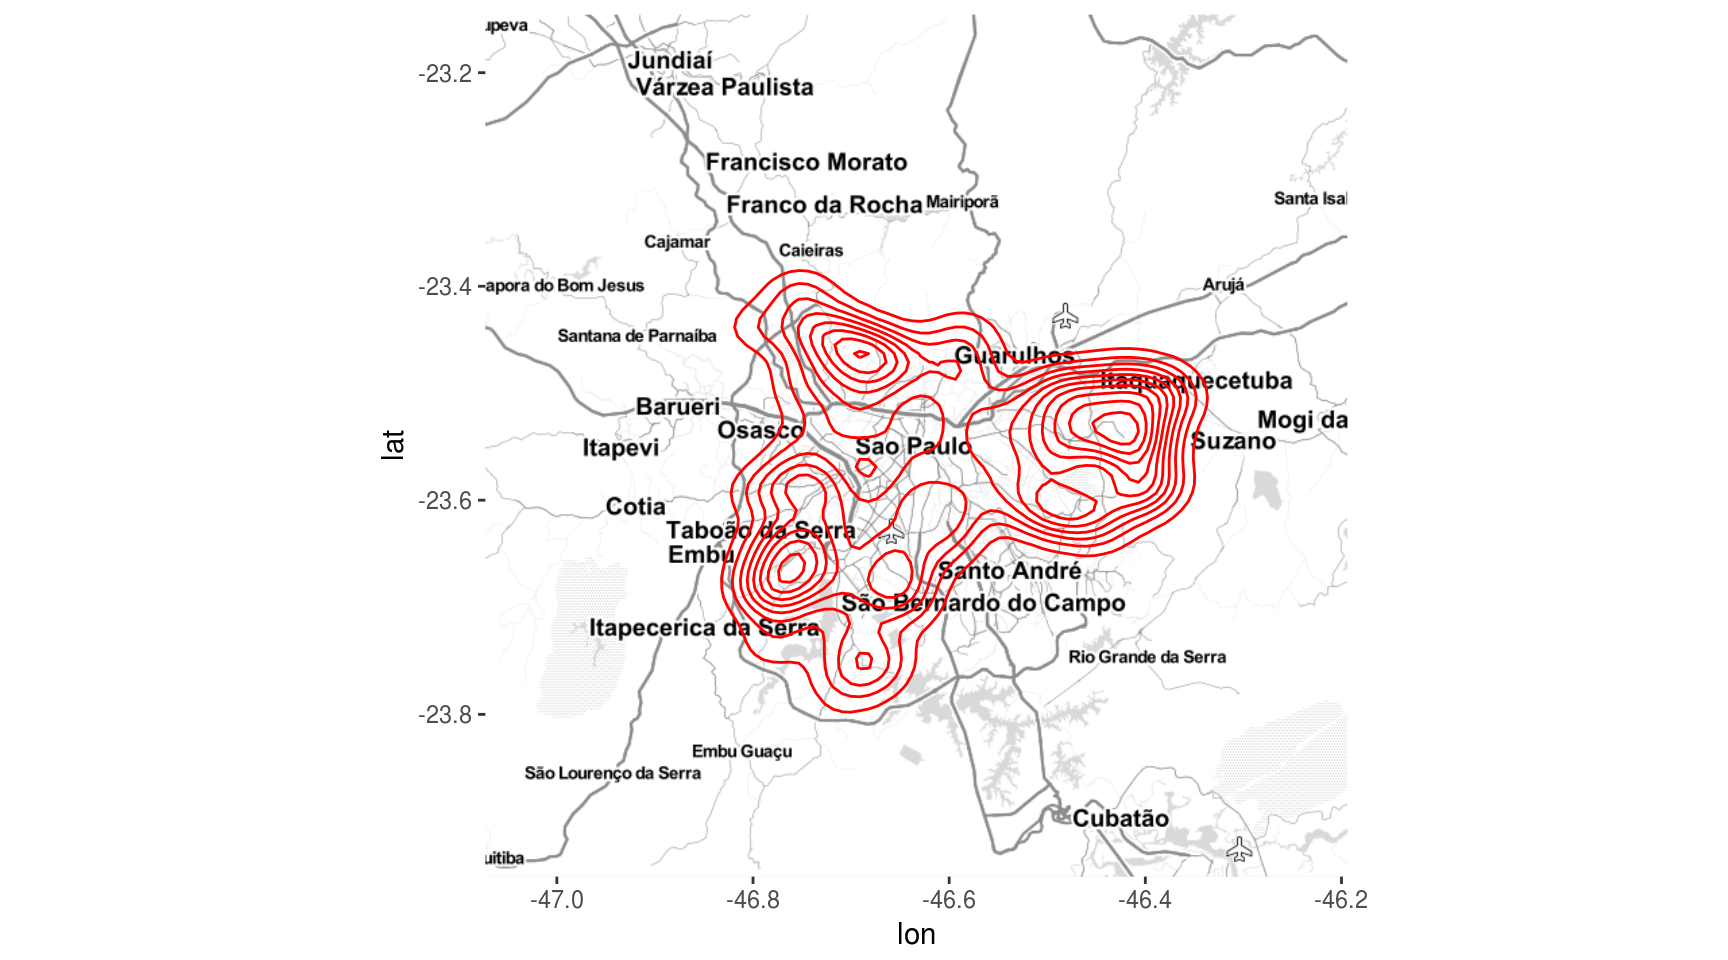 upeva
Jundiaí
-23.2
Várzea Paulista
Francisco Morato
Franco da Rocha
Mairiporã
Santa Isal
Cajamar
Caieiras
-23.4
apora do Bom Jesus
Arujá
Santana de Parnaíba
Guarulhos
Itaquaquecetuba
Barueri
Mogi da
Osasco
lat
Itapevi
Sao Paulo
Suzano
-23.6
Cotia
Taboão da Serra
Embu
Santo André
São Bernardo do Campo
Itapecerica da Serra
Rio Grande da Serra
-23.8
Embu Guaçu
São Lourenço da Serra
Cubatão
uitiba
-47.0
-46.8
-46.6
-46.4
-46.2
lon